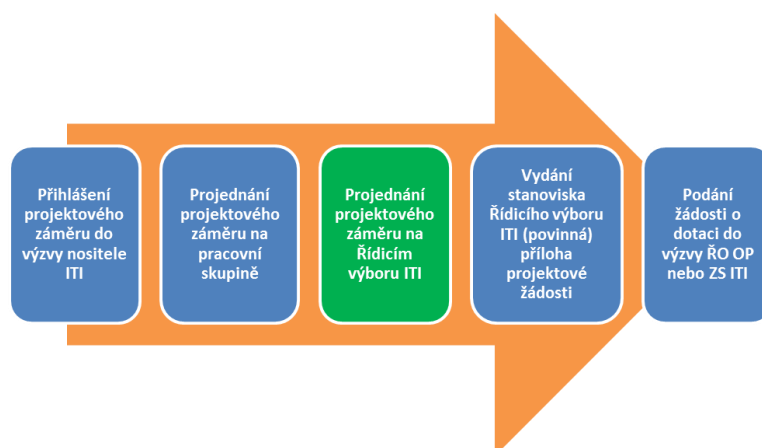 Přihlášení
projektového
záměru do
výzvy nositele
ITI
Projednání
projektového
záměru na
pracovní
skupině
Projednání
projektového
záměru na
Řídicím
výboru ITI
Vydání
stanoviska
Řídicího výboru
ITI (povinná)
příloha
projektové
žádosti
Podání
žádosti o
dotaci do
výzvy ŘO OP
nebo ZS ITI